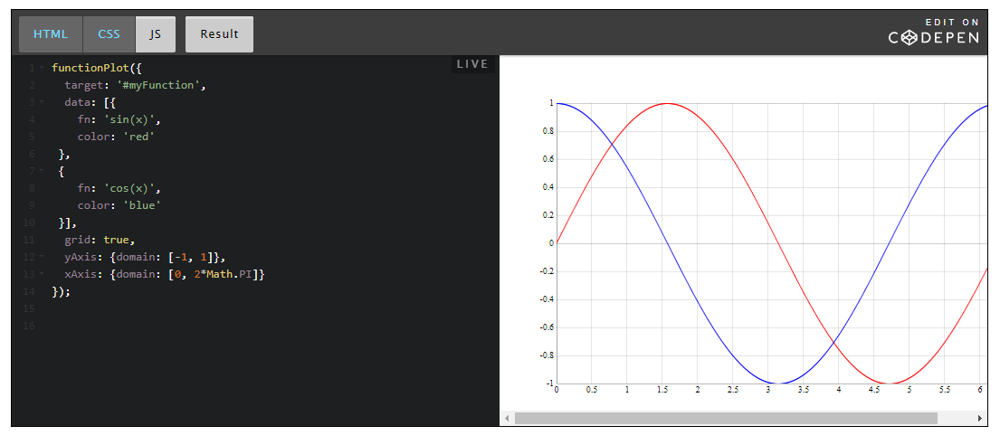 HTML CSS JS Result
EDIT ON
CODEPEN
LIVE
1 functionPlot({
2 target: '#myFunction',
3 data: [{
4 fn: 'sin(x)',
5 color: 'red'
6 },
7 {
8 fn: 'cos(x)',
9 color: 'blue'
10 }],
11 grid: true,
12 yAxis: {domain: [-1, 1]},
13 xAxis: {domain: [0, 2*Math.PI]}
14 });
15
16
1
0.8
0.6
0.4
0.2
0
-0.2
-0.4
-0.6
-0.8
-1
0 0.5 1 1.5 2 2.5 3 3.5 4 4.5 5 5.5 6